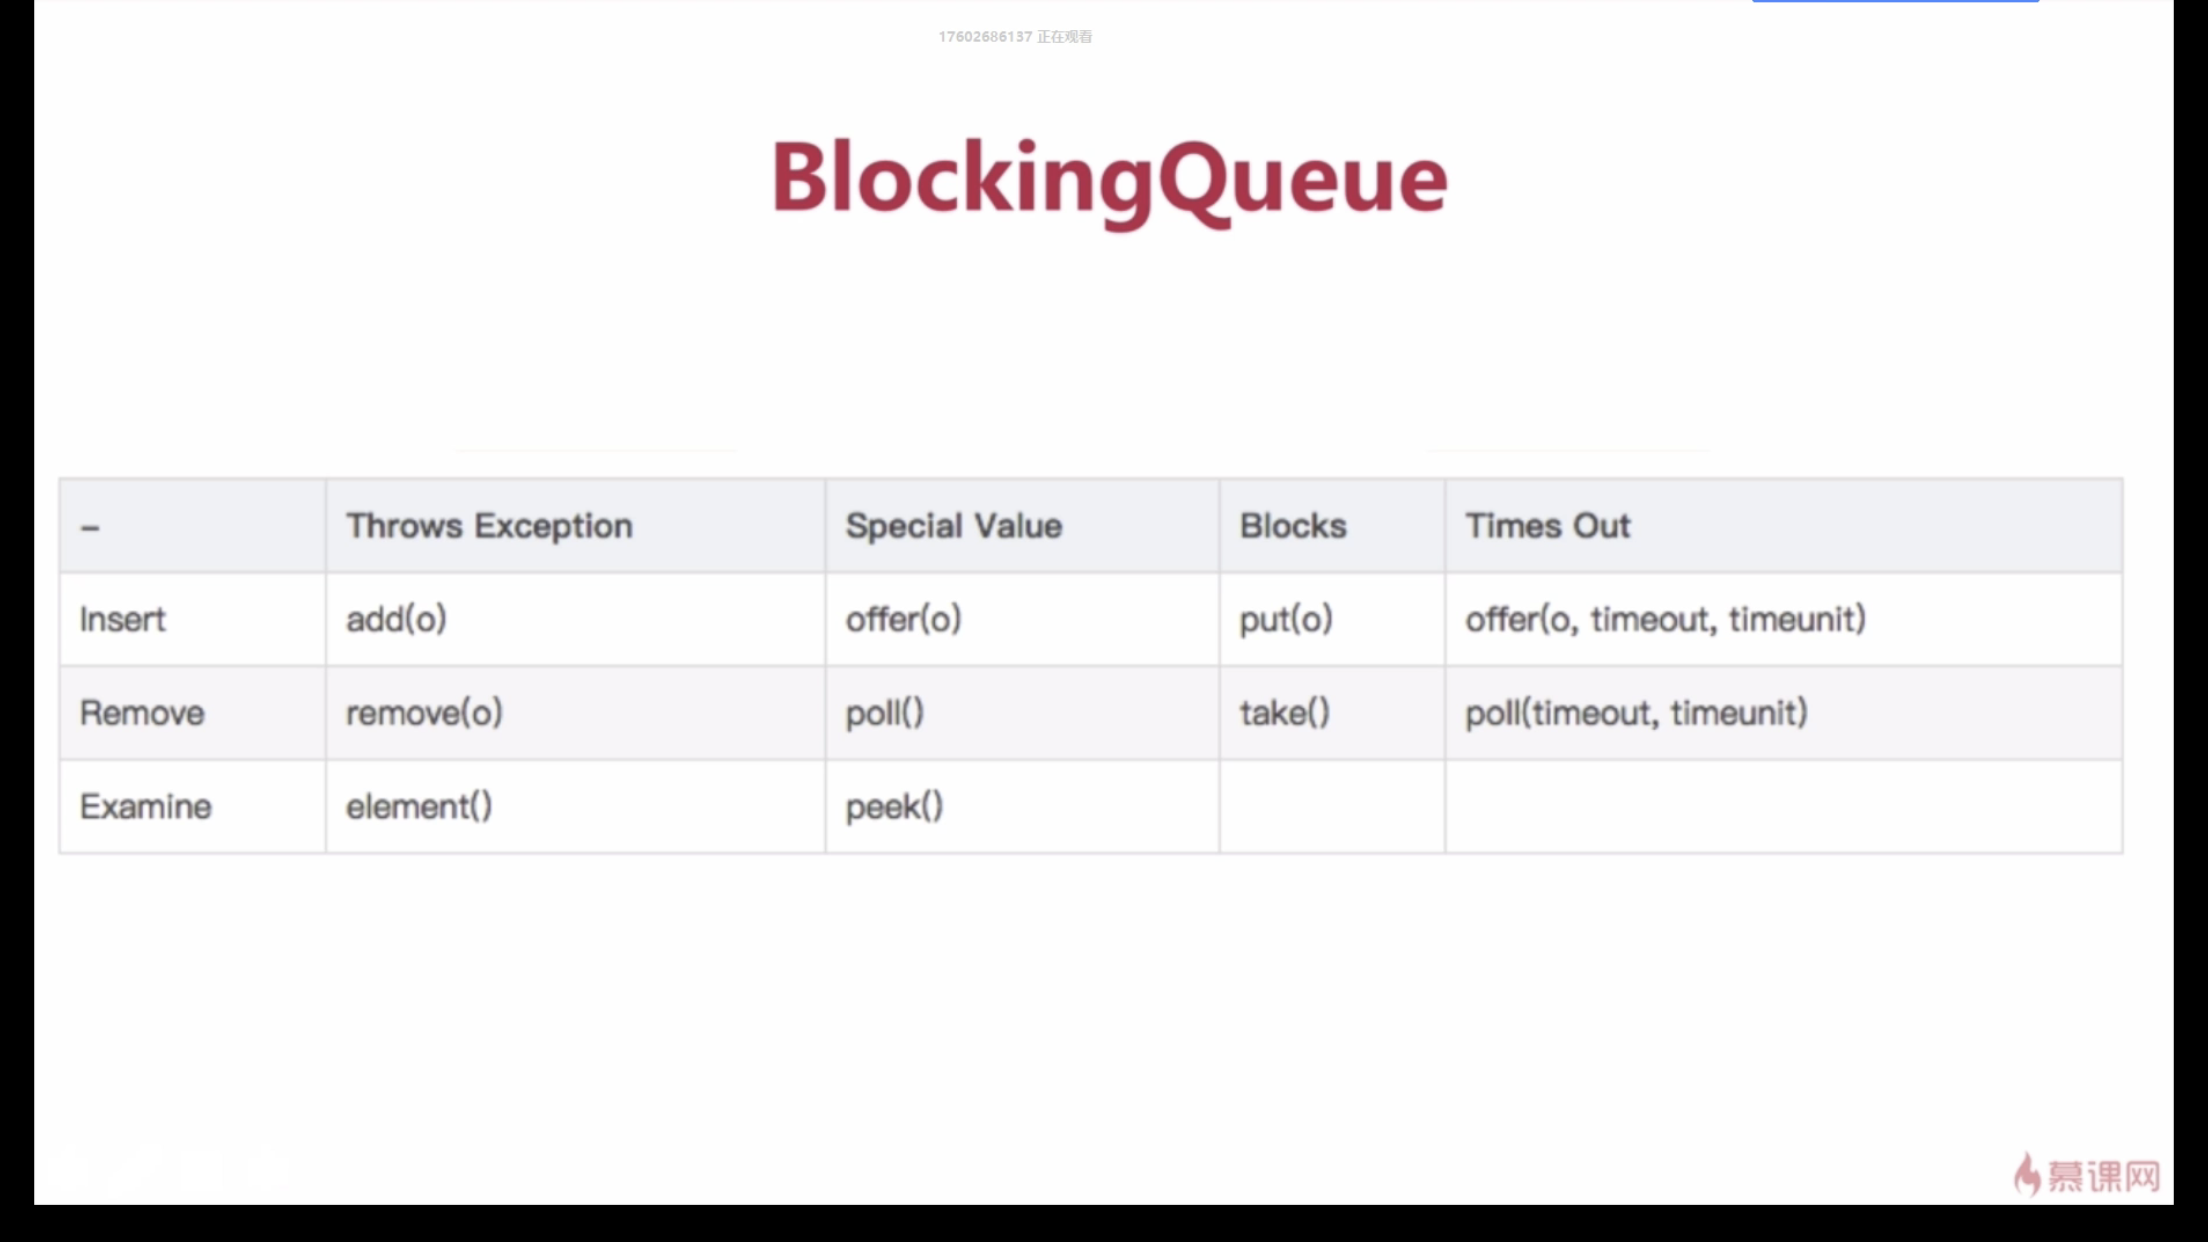 17602686137 正在观看
BlockingQueue
– Throws Exception Special Value Blocks Times Out
Insert add(o) offer(o) put(o) offer(o, timeout, timeunit)
Remove remove(o) poll() take() poll(timeout, timeunit)
Examine element() peek()
慕课网